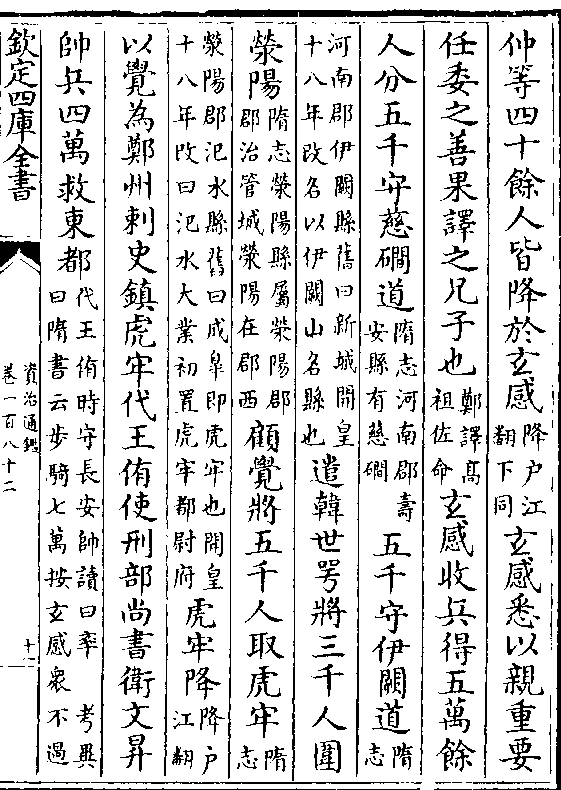 仲等四十餘人皆降於玄感降户江翻下同玄感悉以親重要
任委之善果譯之兄子也鄭譯髙祖佐命玄感收兵得五萬餘
人分五千守慈磵道隋志河南郡壽安縣有慈磵五千守伊闕道隋志
河南郡伊闕縣舊曰新城開皇十八年改名以伊闕山名縣也遣韓世咢將三千人圍
滎陽隋志滎陽縣屬滎陽郡郡治管城滎陽在郡西顧覺將五千人取虎牢隋志
滎陽郡汜水縣舊曰成臯即虎牢也開皇十八年改曰汜水大業初置虎牢都尉府虎牢降降户江翻
以覺為鄭州刺史鎮虎牢代王侑使刑部尚書衛文昇
帥兵四萬救東都代王侑時守長安帥讀曰率考異曰隋書云步騎七萬按玄感衆不過
欽定四庫全書
資治通鑑
卷一百八十二